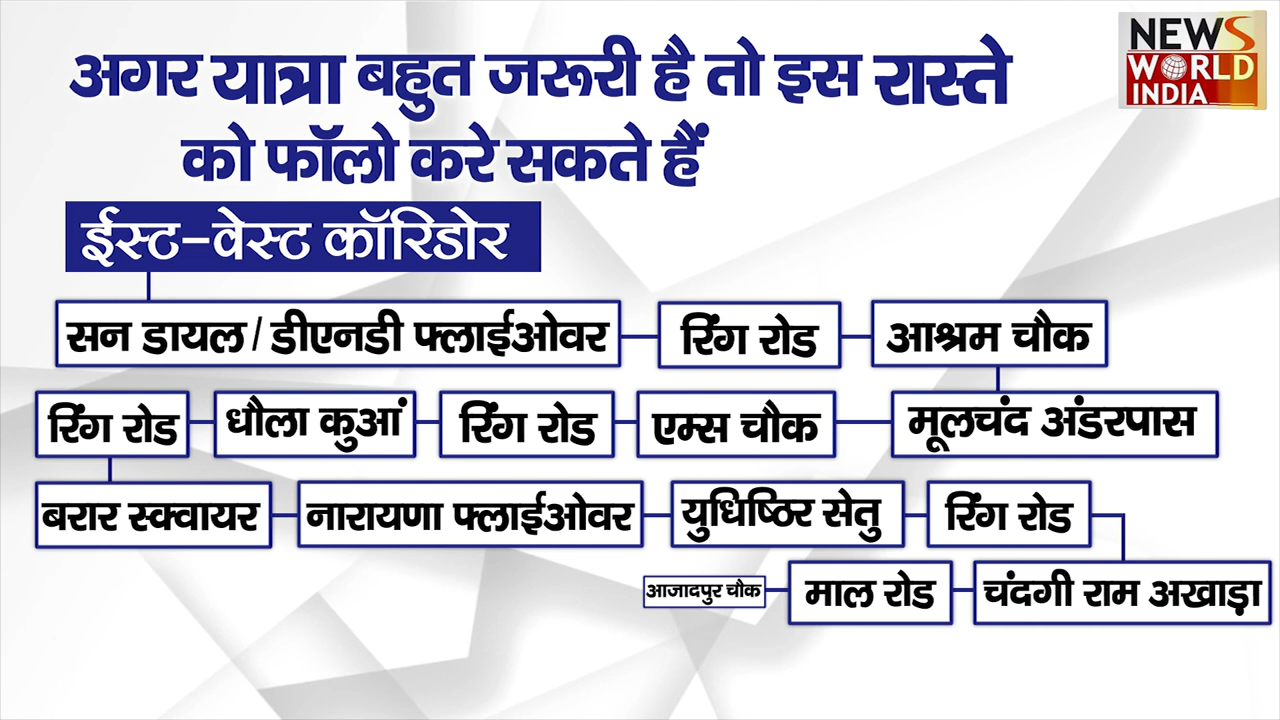 अगर यात्रा बहुत जरूरी है तो इस रास्ते
को फॉलो करे सकते हैं
NEWS
WORLD
INDIA
ईस्ट-वेस्ट कॉरिडोर
सन डायल / डीएनडी फ्लाईओवर रिंग रोड आश्रम चौक
रिंग रोड धौला कुआं रिंग रोड एम्स चौक मूलचंद अंडरपास
बरार स्क्वायर नारायणा फ्लाईओवर युधिष्ठिर सेतु रिंग रोड
आजादपुर चौक माल रोड चंदगी राम अखाड़ा